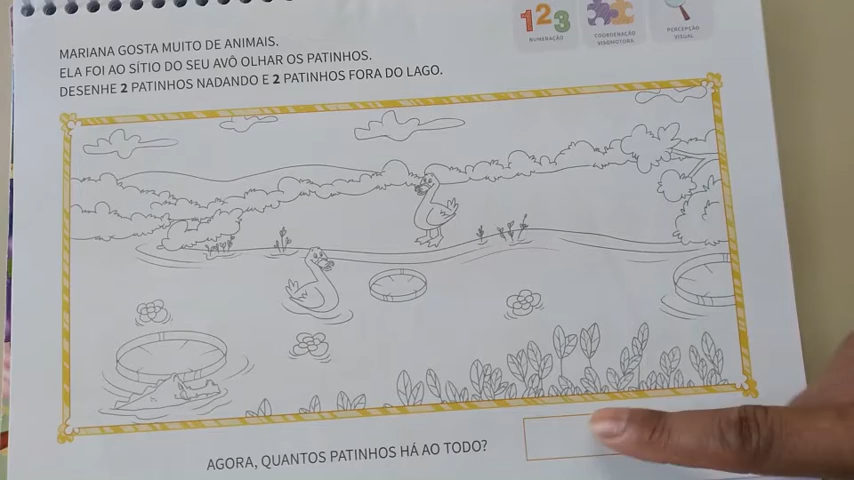 MARIANA GOSTA MUITO DE ANIMAIS.
ELA FOI AO SÍTIO DO SEU AVÔ OLHAR OS PATINHOS.
DESENHE 2 PATINHOS NADANDO E 2 PATINHOS FORA DO LAGO.
123
NUMERAÇÃO
COORDENAÇÃO
VISOMOTORA
PERCEPÇÃO
VISUAL
AGORA, QUANTOS PATINHOS HÁ AO TODO?